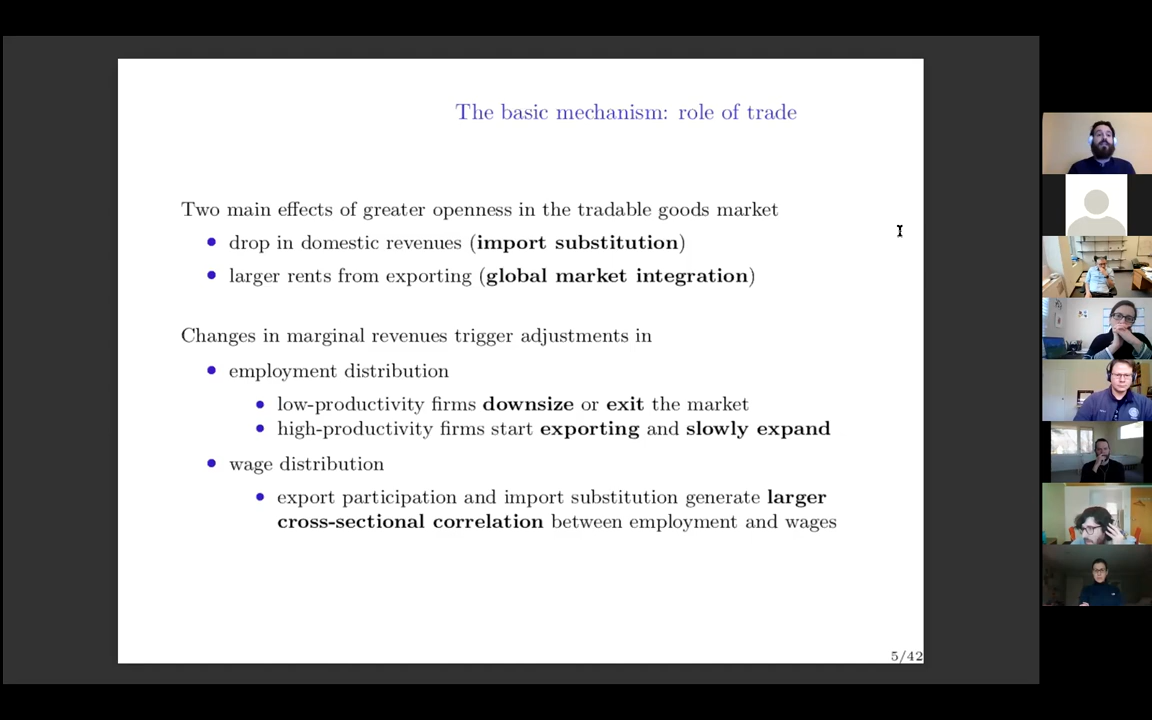 The basic mechanism: role of trade
Two main effects of greater openness in the tradable goods market
• drop in domestic revenues (import substitution)
• larger rents from exporting (global market integration)
Changes in marginal revenues trigger adjustments in
• employment distribution
• low-productivity firms downsize or exit the market
• high-productivity firms start exporting and slowly expand
• wage distribution
• export participation and import substitution generate larger
cross-sectional correlation between employment and wages
5/42